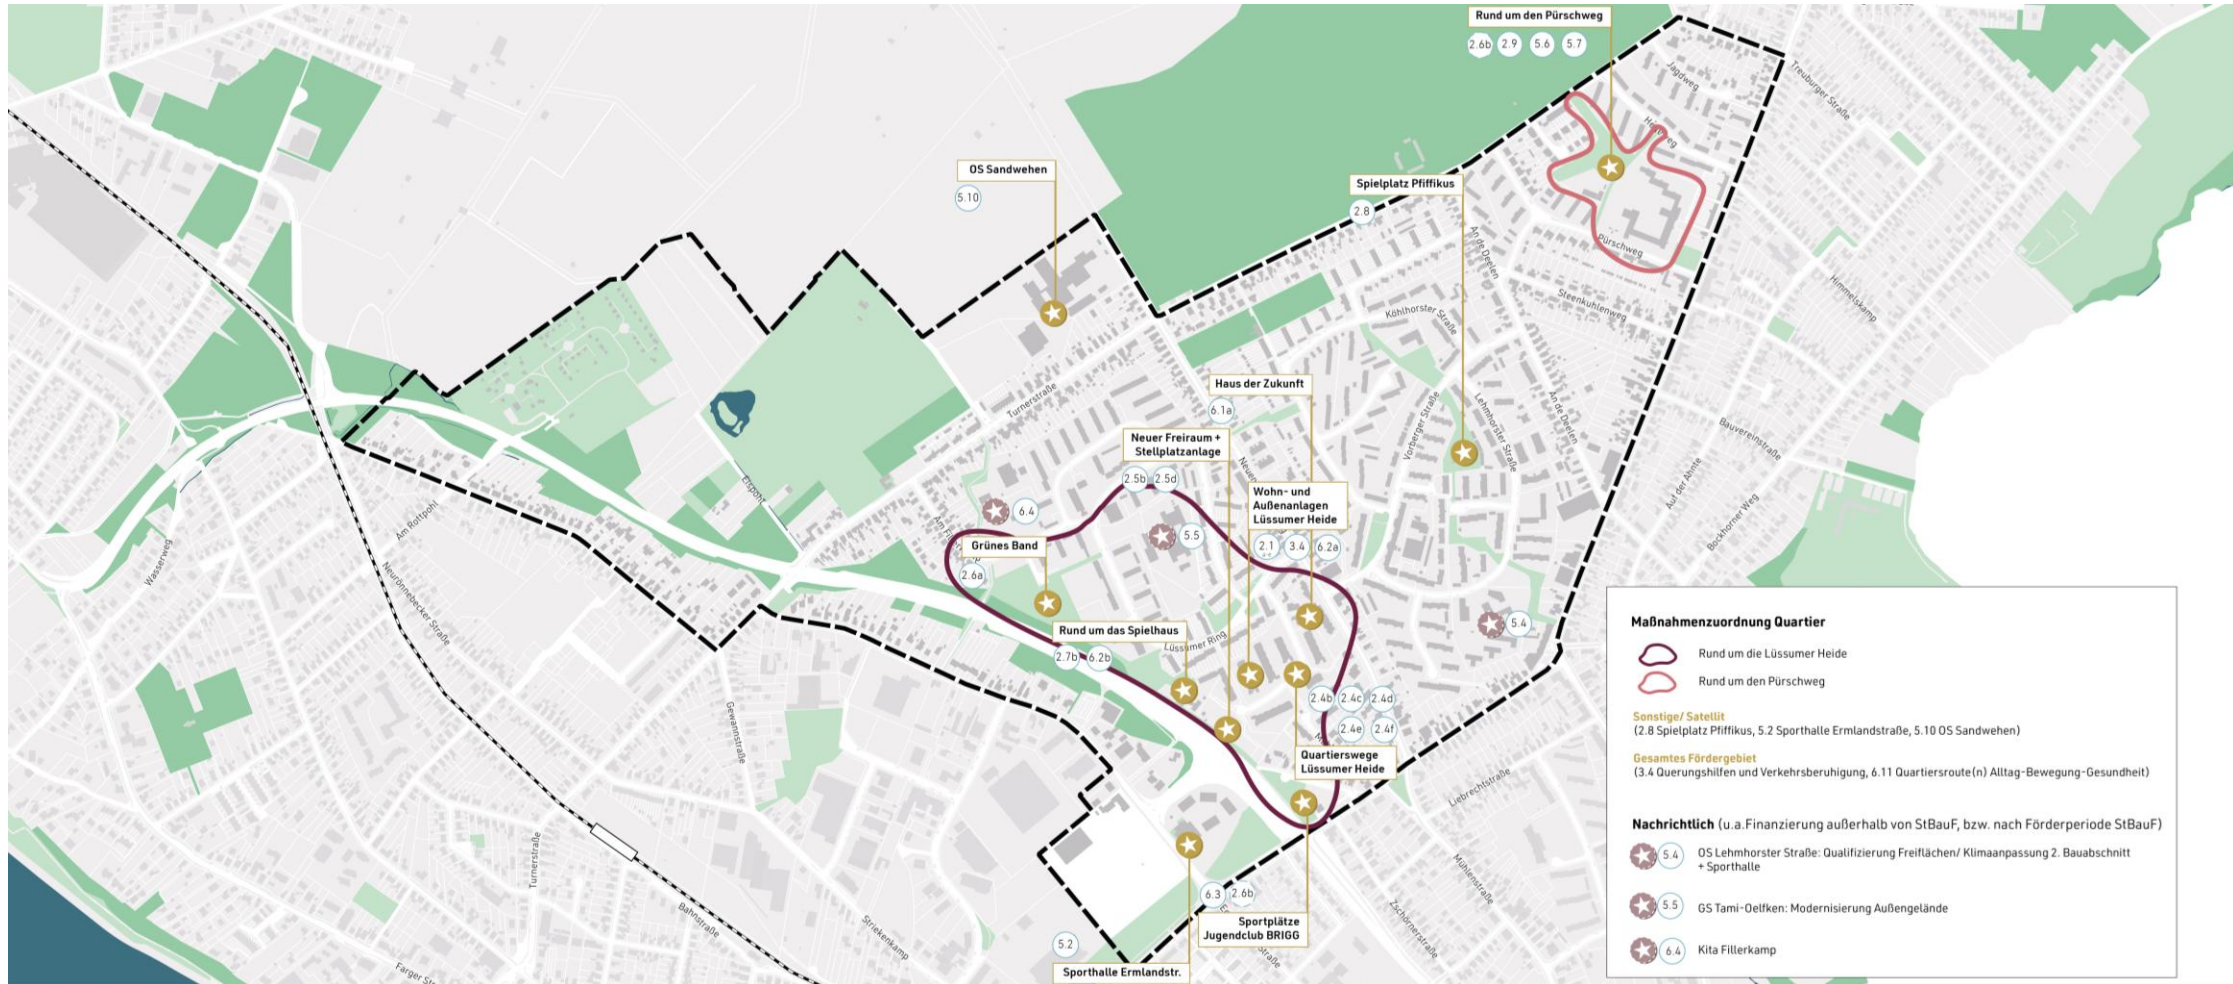 Rund um den Pürschweg
2.6b 2.9 5.6 5.7
Jagdweg
Treuburger Straße
OS Sandwehen
5.10
Spielplatz Pfiffikus
2.8
An de Deelen
Pürschweg
Steenkuhlenweg
Himmelskamp
Köhlhorster Straße
Turnerstraße
Haus der Zukunft
6.1a
Neuer Freiraum +
Stellplatzanlage
2.5b 2.5d
Vorberger Straße
Lehmhorster Straße
An de Deelen
Bauvereinstraße
Auf der Ahnte
Bockhorner Weg
Wohn- und
Außenanlagen
Lüssumer Heide
2.1 3.4 6.2a
6.4
5.5
Am Rottpohl
Wasserweg
Neurönnebecker Straße
Grünes Band
2.6a
5.4
Rund um das Spielhaus
2.7b 6.2b
Lüssumer Ring
2.4b 2.4c 2.4d
2.4e 2.4f
Quartierswege
Lüssumer Heide
Gewannstraße
Liebrechtstraße
Mühlenstraße
Zschörnerstraße
6.3 2.6b
Sportplätze
Jugendclub BRIGG
5.2
Sporthalle Ermlandstr.
Turnerstraße
Bahnstraße
Striekenkamp
Farger
Maßnahmenzuordnung Quartier
Rund um die Lüssumer Heide
Rund um den Pürschweg
Sonstige/ Satellit
(2.8 Spielplatz Pfiffikus, 5.2 Sporthalle Ermlandstraße, 5.10 OS Sandwehen)
Gesamtes Fördergebiet
(3.4 Querungshilfen und Verkehrsberuhigung, 6.11 Quartiersroute(n) Alltag-Bewegung-Gesundheit)
Nachrichtlich (u.a.Finanzierung außerhalb von StBauF, bzw. nach Förderperiode StBauF)
5.4 OS Lehmhorster Straße: Qualifizierung Freiflächen/ Klimaanpassung 2. Bauabschnitt
+ Sporthalle
5.5 GS Tami-Oelfken: Modernisierung Außengelände
6.4 Kita Fillerkamp